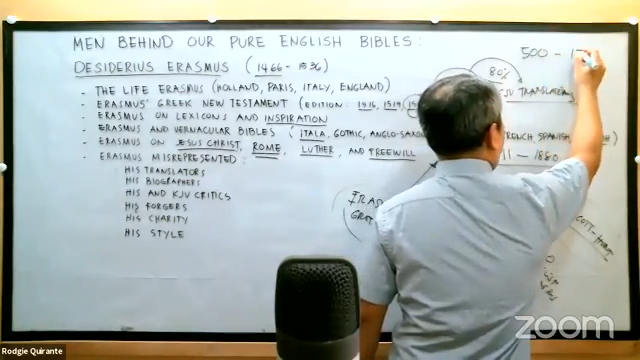 MEN BEHIND OUR PURE ENGLISH BIBLES:
500 -
DESIDERIUS ERASMUS (1466 - 1536)
80%
- THE LIFE ERASMUS (HOLLAND, PARIS, ITALY, ENGLAND)
- ERASMUS' GREEK NEW TESTAMENT (EDITION: 1516, 1519
- ERASMUS ON LEXICONS AND INSPIRATION
- ERASMUS AND VERNACULAR BIBLES (ITALA, GOTHIC, FRENCH, SPANISH
- ERASMUS ON JESUS CHRIST, ROME, LUTHER, AND FREEWILL
- 1880
- ERASMUS MISREPRESENTED:
HIS TRANSLATORS
HIS BIOGRAPHERS
HIS AND KJV CRITICS
HIS FORGERS
HIS CHARITY
HIS STYLE
zoom
Rodgie Quirante